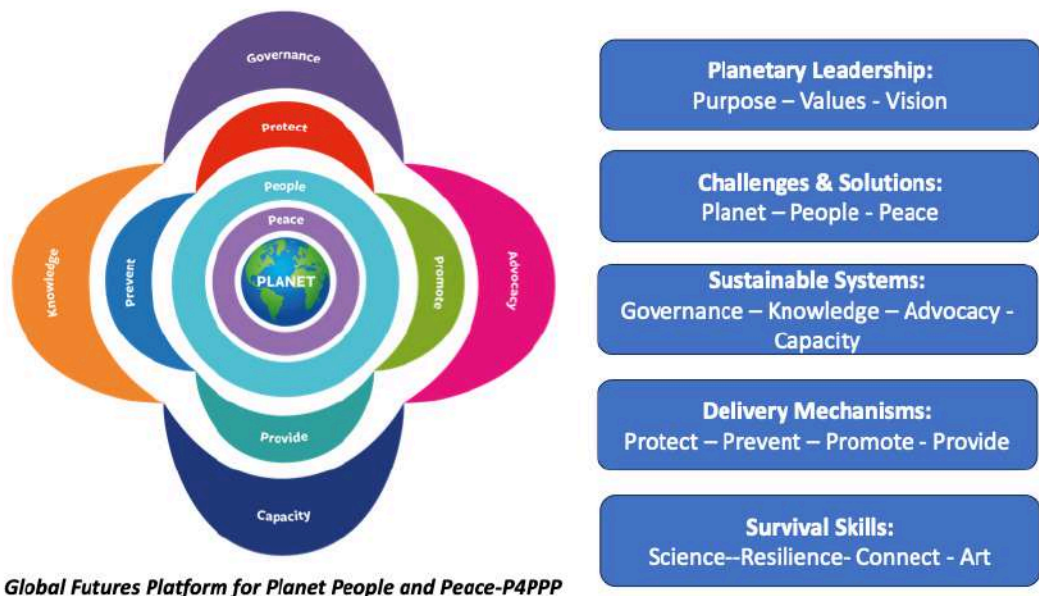 Governance
Protect
People
Peace
PLANET
Knowledge
Prevent
Promote
Advocacy
Provide
Capacity
Global Futures Platform for Planet People and Peace-P4PPP
Planetary Leadership:
Purpose – Values - Vision
Challenges & Solutions:
Planet – People - Peace
Sustainable Systems:
Governance – Knowledge – Advocacy -
Capacity
Delivery Mechanisms:
Protect – Prevent – Promote - Provide
Survival Skills:
Science--Resilience- Connect - Art